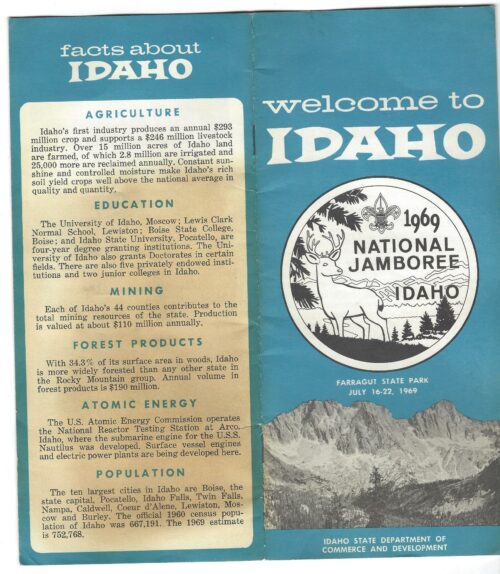 facts about
IDAHO
AGRICULTURE
Idaho's first industry produces an annual $293
million crop and supports a $246 million livestock
industry. Over 15 million acres of Idaho land
are farmed, of which 2.8 million are irrigated and
25,000 more are reclaimed annually. Constant sun-
shine and controlled moisture make Idaho's rich
soil yield crops well above the national average in
quality and quantity.
EDUCATION
The University of Idaho, Moscow; Lewis Clark
Normal School, Lewiston; Boise State College,
Boise; and Idaho State University, Pocatello, are
four-year degree granting institutions. The Uni-
versity of Idaho also grants Doctorates in certain
fields. There are also five privately endowed insti-
tutions and two junior colleges in Idaho.
MINING
Each of Idaho's 44 counties contributes to the
total mining resources of the state. Production
is valued at about $110 million annually.
FOREST PRODUCTS
With 34.3% of its surface area in woods, Idaho
is more widely forested than any other state in
the Rocky Mountain group. Annual volume in
forest products is $190 million.
ATOMIC ENERGY
The U.S. Atomic Energy Commission operates
the National Reactor Testing Station at Arco,
Idaho, where the submarine engine for the U.S.S.
Nautilus was developed. Surface vessel engines
and electric power plants are being developed here.
POPULATION
The ten largest cities in Idaho are Boise, the
state capital, Pocatello, Idaho Falls, Twin Falls,
Nampa, Caldwell, Coeur d'Alene, Lewiston, Mos-
cow and Burley. The official 1960 census popu-
lation of Idaho was 667,191. The 1969 estimate
is 752,768.
welcome to
IDAHO
1969
NATIONAL
JAMBOREE
IDAHO
FARRAGUT STATE PARK
JULY 16-22, 1969
IDAHO STATE DEPARTMENT OF
COMMERCE AND DEVELOPMENT